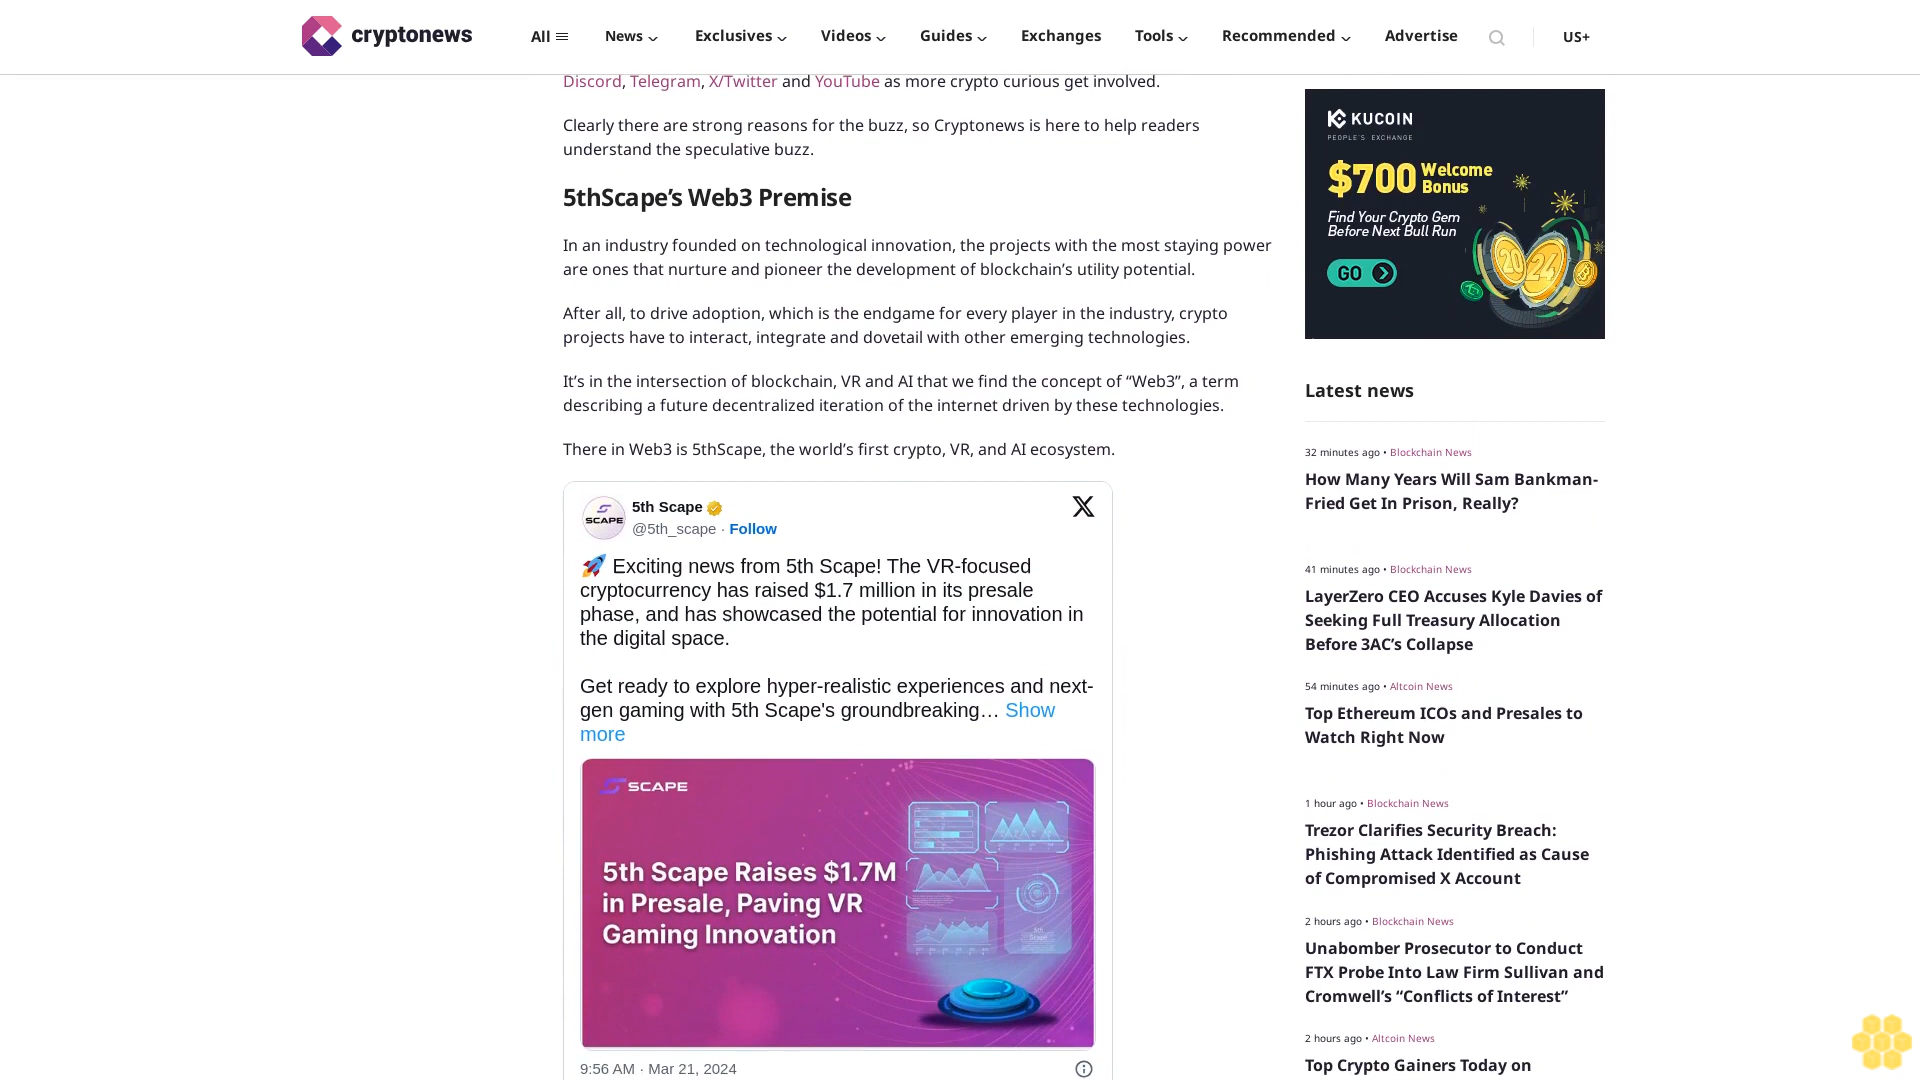 cryptonews
All
News
Exclusives
Videos
Guides
Exchanges
Tools
Recommended
Advertise
US+
Discord, Telegram, X/Twitter and YouTube as more crypto curious get involved.
Clearly there are strong reasons for the buzz, so Cryptonews is here to help readers
understand the speculative buzz.
5thScape’s Web3 Premise
In an industry founded on technological innovation, the projects with the most staying power
are ones that nurture and pioneer the development of blockchain’s utility potential.
After all, to drive adoption, which is the endgame for every player in the industry, crypto
projects have to interact, integrate and dovetail with other emerging technologies.
It’s in the intersection of blockchain, VR and AI that we find the concept of “Web3”, a term
describing a future decentralized iteration of the internet driven by these technologies.
There in Web3 is 5thScape, the world’s first crypto, VR, and AI ecosystem.
SCAPE
5th Scape
@5th_scape · Follow
🚀 Exciting news from 5th Scape! The VR-focused
cryptocurrency has raised $1.7 million in its presale
phase, and has showcased the potential for innovation in
the digital space.
Get ready to explore hyper-realistic experiences and next-
gen gaming with 5th Scape's groundbreaking… Show
more
SCAPE
5th Scape Raises $1.7M
in Presale, Paving VR
Gaming Innovation
9:56 AM · Mar 21, 2024
KUCOIN
PEOPLE'S EXCHANGE
$700 Welcome
Bonus
Find Your Crypto Gem
Before Next Bull Run
GO
2024
Latest news
32 minutes ago • Blockchain News
How Many Years Will Sam Bankman-
Fried Get In Prison, Really?
41 minutes ago • Blockchain News
LayerZero CEO Accuses Kyle Davies of
Seeking Full Treasury Allocation
Before 3AC’s Collapse
54 minutes ago • Altcoin News
Top Ethereum ICOs and Presales to
Watch Right Now
1 hour ago • Blockchain News
Trezor Clarifies Security Breach:
Phishing Attack Identified as Cause
of Compromised X Account
2 hours ago • Blockchain News
Unabomber Prosecutor to Conduct
FTX Probe Into Law Firm Sullivan and
Cromwell’s “Conflicts of Interest”
2 hours ago • Altcoin News
Top Crypto Gainers Today on